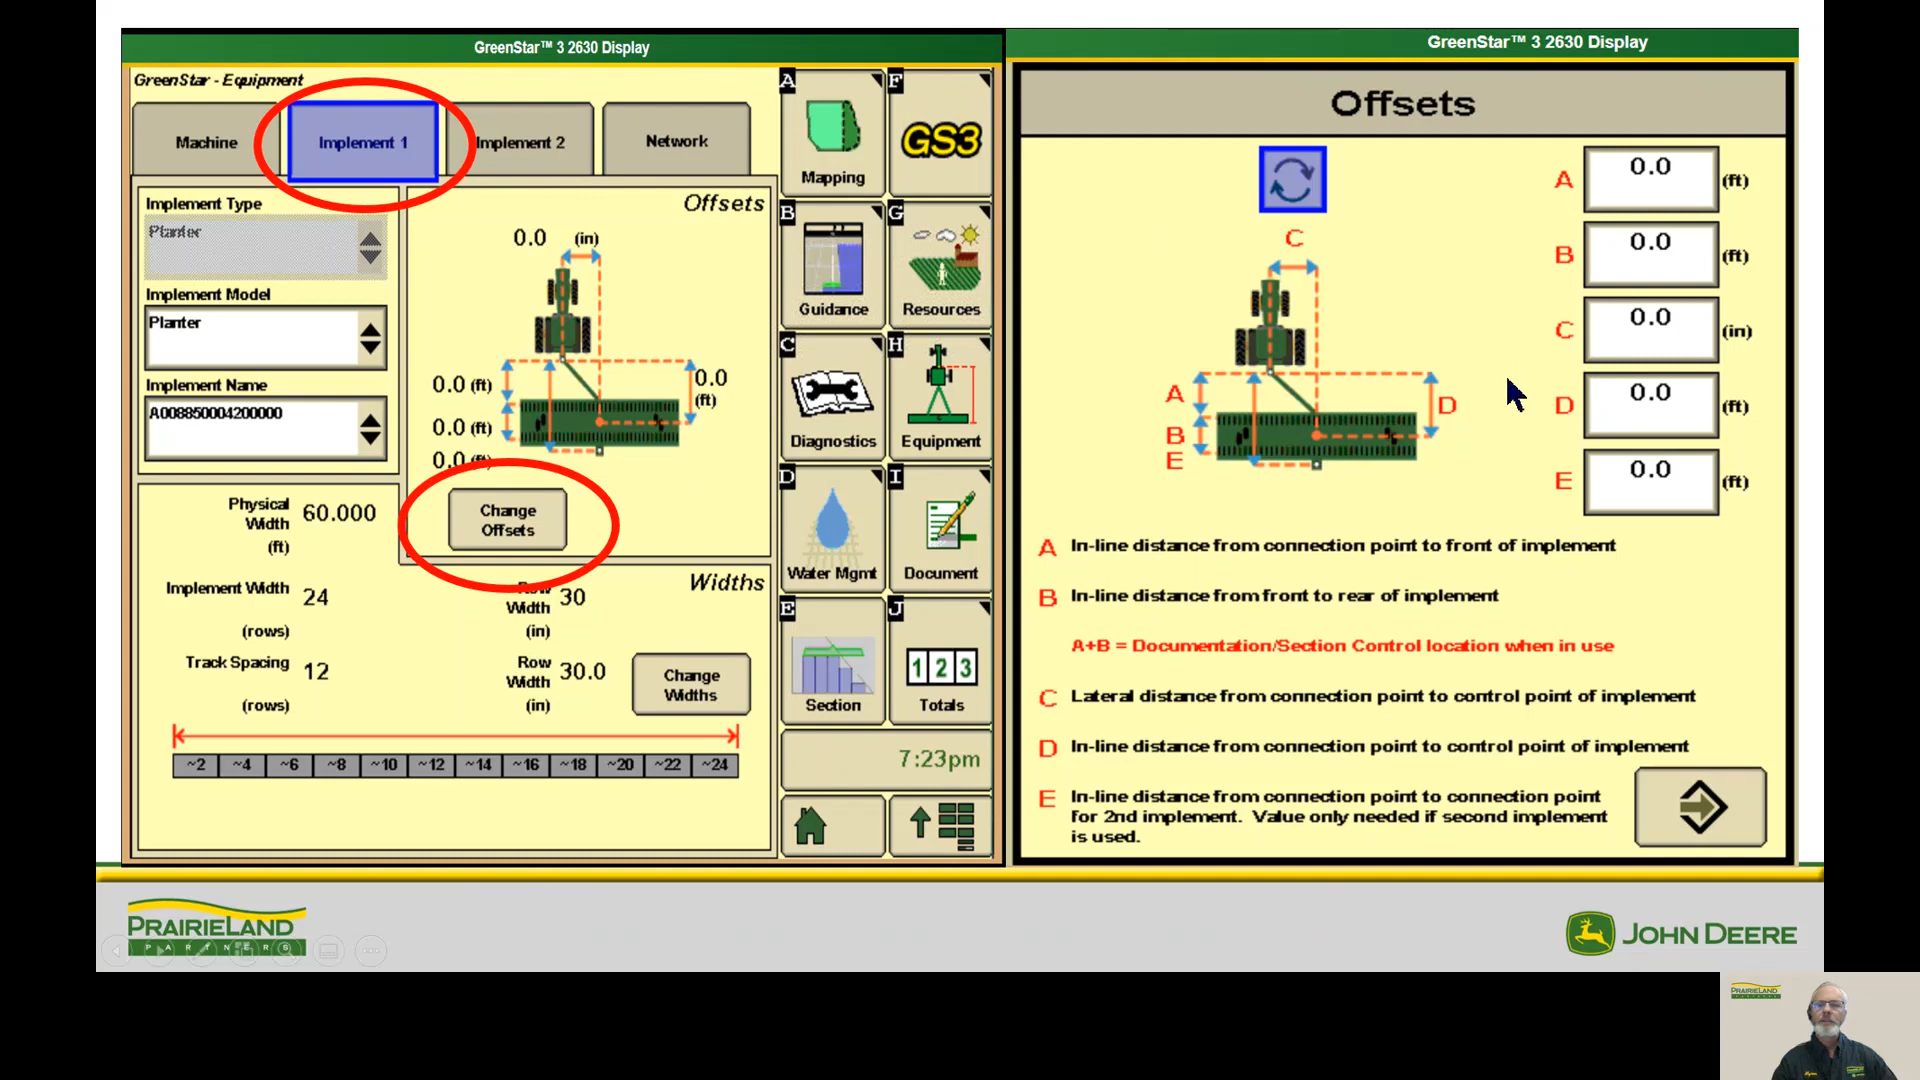 GreenStar™ 3 2630 Display
GreenStar - Equipment
Machine
Implement 1
Implement 2
Network
Implement Type
Planter
Implement Model
Planter
Implement Name
A008850004200000
Offsets
0.0 (in)
0.0 (ft)
0.0
(ft)
0.0 (ft)
0.0 (ft)
Change
Offsets
Physical
Width
(ft)
60.000
Implement Width
(rows)
24
Track Spacing
(rows)
12
Widths
Row
Width
(in)
30
Row
Width
(in)
30.0
Change
Widths
~2 ~4 ~6 ~8 ~10 ~12 ~14 ~16 ~18 ~20 ~22 ~24
A
Mapping
F
GS3
B
Guidance
G
Resources
C
Diagnostics
H
Equipment
D
Water Mgmt
I
Document
E
Section
J
1 2 3
Totals
7:23pm
GreenStar™ 3 2630 Display
Offsets
C
A
B
E
D
A 0.0 (ft)
B 0.0 (ft)
C 0.0 (in)
D 0.0 (ft)
E 0.0 (ft)
A In-line distance from connection point to front of implement
B In-line distance from front to rear of implement
A+B = Documentation/Section Control location when in use
C Lateral distance from connection point to control point of implement
D In-line distance from connection point to control point of implement
E In-line distance from connection point to connection point
for 2nd implement. Value only needed if second implement
is used.
PRAIRIELAND
PARTNERS
JOHN DEERE
PRAIRIELAND